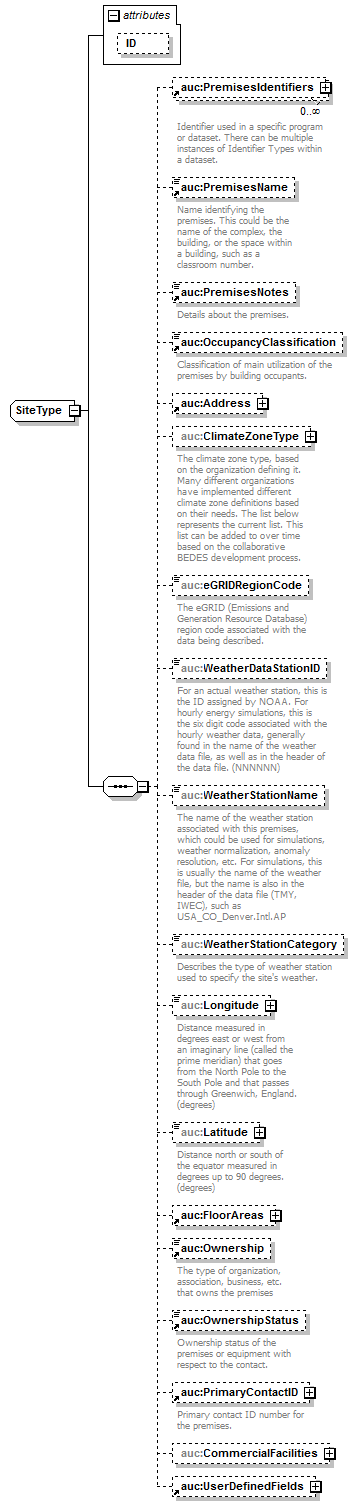 attributes
ID
auc:PremisesIdentifiers
0..∞
Identifier used in a specific program
or dataset. There can be multiple
instances of Identifier Types within
a dataset.
auc:PremisesName
Name identifying the
premises. This could be the
name of the complex, the
building, or the space within
a building, such as a
classroom number.
auc:PremisesNotes
Details about the premises.
auc:OccupancyClassification
Classification of main utilization of the
premises by building occupants.
auc:Address
SiteType
auc:ClimateZoneType
The climate zone type, based
on the organization defining it.
Many different organizations
have implemented different
climate zone definitions based
on their needs. The list below
represents the current list. This
list can be added to over time
based on the collaborative
BEDES development process.
auc:eGRIDRegionCode
The eGRID (Emissions and
Generation Resource Database)
region code associated with the
data being described.
auc:WeatherDataStationID
For an actual weather station, this is
the ID assigned by NOAA. For
hourly energy simulations, this is
the six digit code associated with the
hourly weather data, generally
found in the name of the weather
data file, as well as in the header of
the data file. (NNNNNN)
auc:WeatherStationName
The name of the weather station
associated with this premises,
which could be used for simulations,
weather normalization, anomaly
resolution, etc. For simulations, this
is usually the name of the weather
file, but the name is also in the
header of the data file (TMY,
IWEC), such as
USA_CO_Denver.Intl.AP
auc:WeatherStationCategory
Describes the type of weather station
used to specify the site's weather.
auc:Longitude
Distance measured in
degrees east or west from
an imaginary line (called the
prime meridian) that goes
from the North Pole to the
South Pole and that passes
through Greenwich, England.
(degrees)
auc:Latitude
Distance north or south of
the equator measured in
degrees up to 90 degrees.
(degrees)
auc:FloorAreas
auc:Ownership
The type of organization,
association, business, etc.
that owns the premises
auc:OwnershipStatus
Ownership status of the
premises or equipment with
respect to the contact.
auc:PrimaryContactID
Primary contact ID number for
the premises.
auc:CommercialFacilities
auc:UserDefinedFields